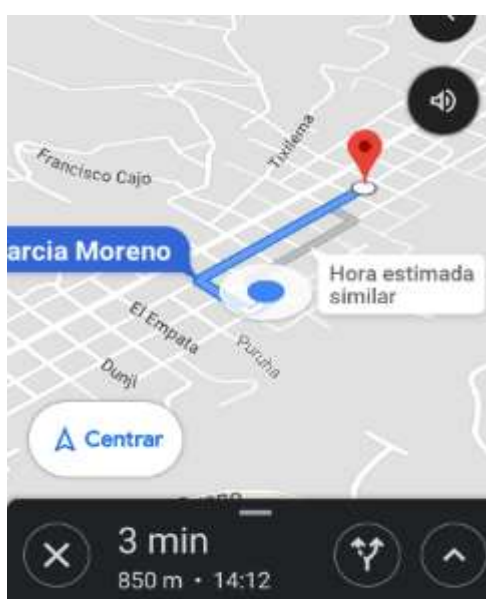 Tixilema
Francisco Cajo
arcia Moreno
Hora estimada
similar
El Empata
Puruha
Dunji
Centrar
3 min
850 m • 14:12